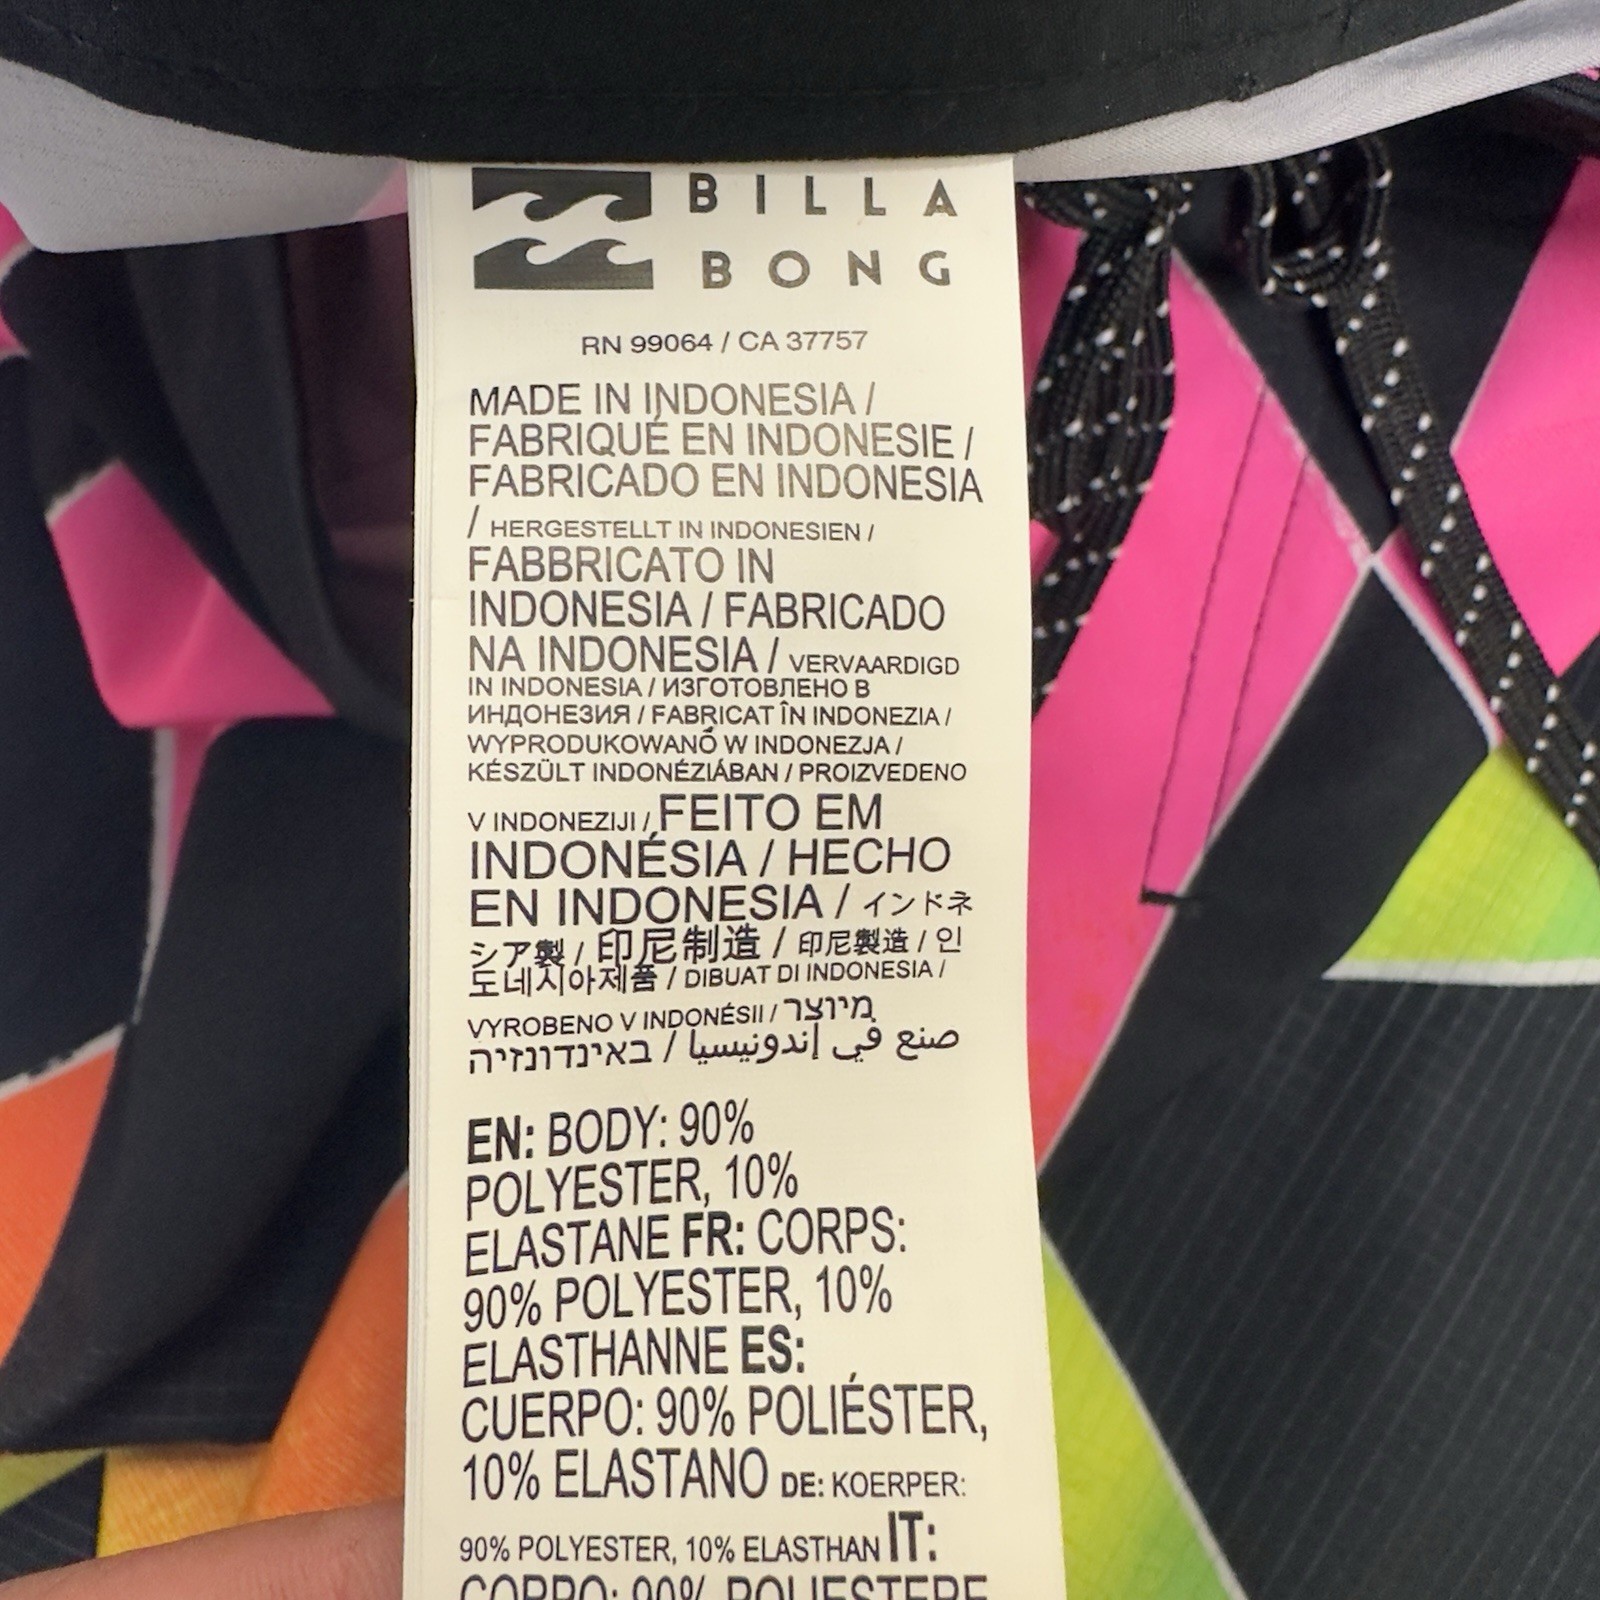 BILLA
BONG
RN 99064 / CA 37757
MADE IN INDONESIA /
FABRIQUÉ EN INDONESIE /
FABRICADO EN INDONESIA
/ HERGESTELLT IN INDONESIEN /
FABBRICATO IN
INDONESIA / FABRICADO
NA INDONESIA / VERVAARDIGD
IN INDONESIA / ИЗГОТОВЛЕНО В
ИНДОНЕЗИЯ / FABRICAT ÎN INDONEZIA /
WYPRODUKOWANÓ W INDONEZJA /
KÉSZÜLT INDONÉZIÁBAN / PROIZVEDENO
V INDONEZIJI / FEITO EM
INDONÉSIA / HECHO
EN INDONESIA / インドネ
シア製 / 印尼制造 / 印尼製造 / 인
도네시아제품 / DIBUAT DI INDONESIA /
VYROBENO V INDONÉSII / מיוצר
באינדונזיה / صنع في إندونيسيا
EN: BODY: 90%
POLYESTER, 10%
ELASTANE FR: CORPS:
90% POLYESTER, 10%
ELASTHANNE ES:
CUERPO: 90% POLIÉSTER,
10% ELASTANO DE: KOERPER:
90% POLYESTER, 10% ELASTHAN IT:
CORPO: 90% POLIESTERE